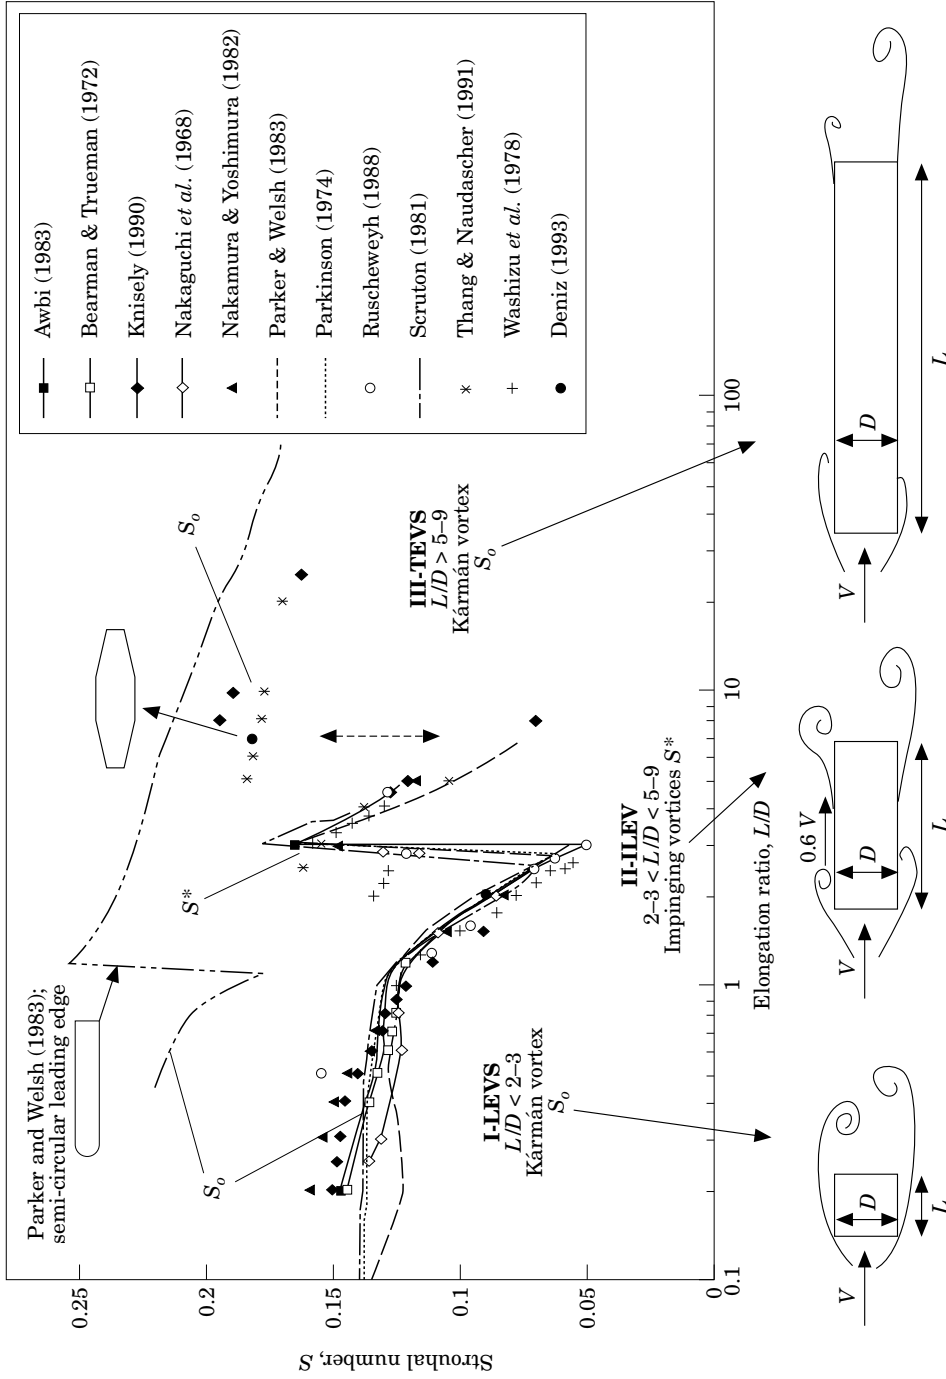 Parker and Welsh (1983);
semi-circular leading edge
Awbi (1983)
Bearman & Trueman (1972)
Knisely (1990)
Nakaguchi et al. (1968)
Nakamura & Yoshimura (1982)
Parker & Welsh (1983)
Parkinson (1974)
Ruscheweyh (1988)
Scruton (1981)
Thang & Naudascher (1991)
Washizu et al. (1978)
Deniz (1993)
Strouhal number, S
0.25
0.2
0.15
0.1
0.05
0
0.1
1
10
100
Elongation ratio, L/D
So
So
S*
I-LEVS
L/D < 2–3
Kármán vortex
So
II-ILEV
2–3 < L/D < 5–9
Impinging vortices S*
III-TEVS
L/D > 5–9
Kármán vortex
So
V
D
L
V
0.6 V
D
L
V
D
L